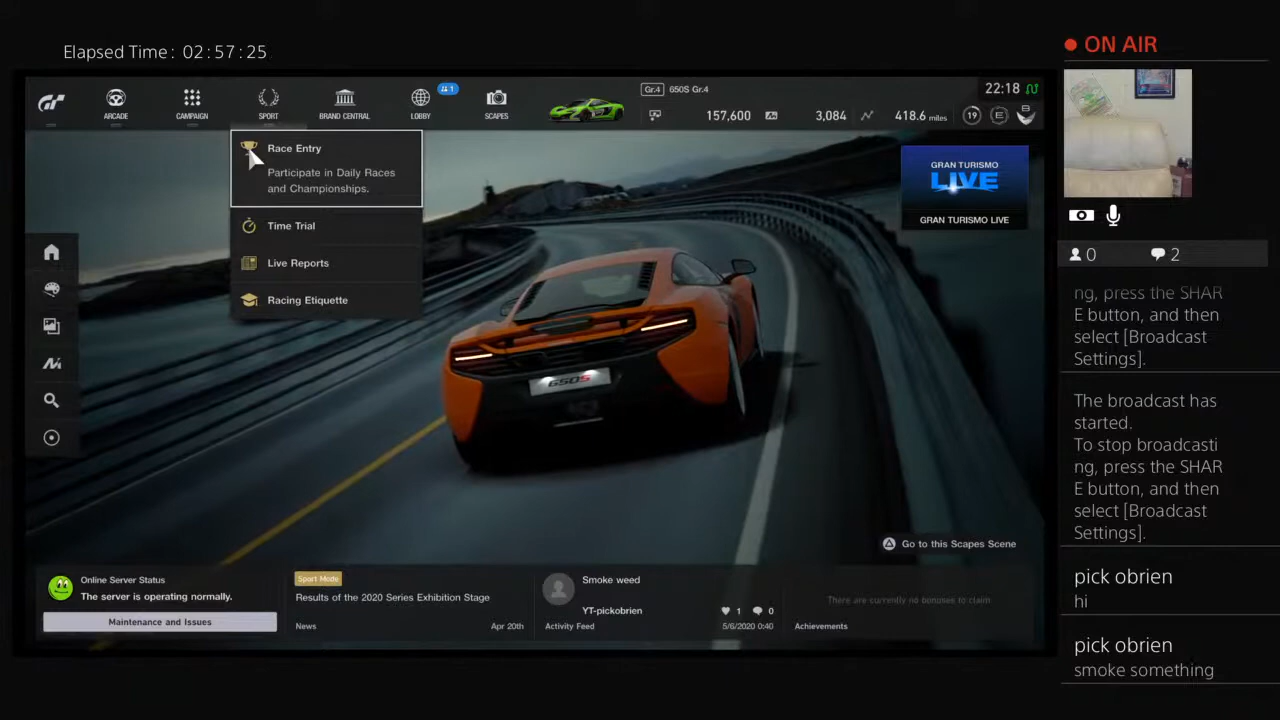 Elapsed Time: 02:57:25
ON AIR
GT
ARCADE
CAMPAIGN
SPORT
BRAND CENTRAL
LOBBY
1
SCAPES
Gr.4 650S Gr.4
22:18
157,600
3,084
418.6 miles
19
E
Race Entry
Participate in Daily Races
and Championships.
Time Trial
Live Reports
Racing Etiquette
GRAN TURISMO
LIVE
GRAN TURISMO LIVE
650S
Go to this Scapes Scene
Online Server Status
The server is operating normally.
Maintenance and Issues
Sport Mode
Results of the 2020 Series Exhibition Stage
News
Apr 20th
Smoke weed
YT-pickobrien
1
0
Activity Feed
5/6/2020 0:40
There are currently no bonuses to claim
Achievements
0
2
ng, press the SHAR
E button, and then
select [Broadcast
Settings].
The broadcast has
started.
To stop broadcasti
ng, press the SHAR
E button, and then
select [Broadcast
Settings].
pick obrien
hi
pick obrien
smoke something